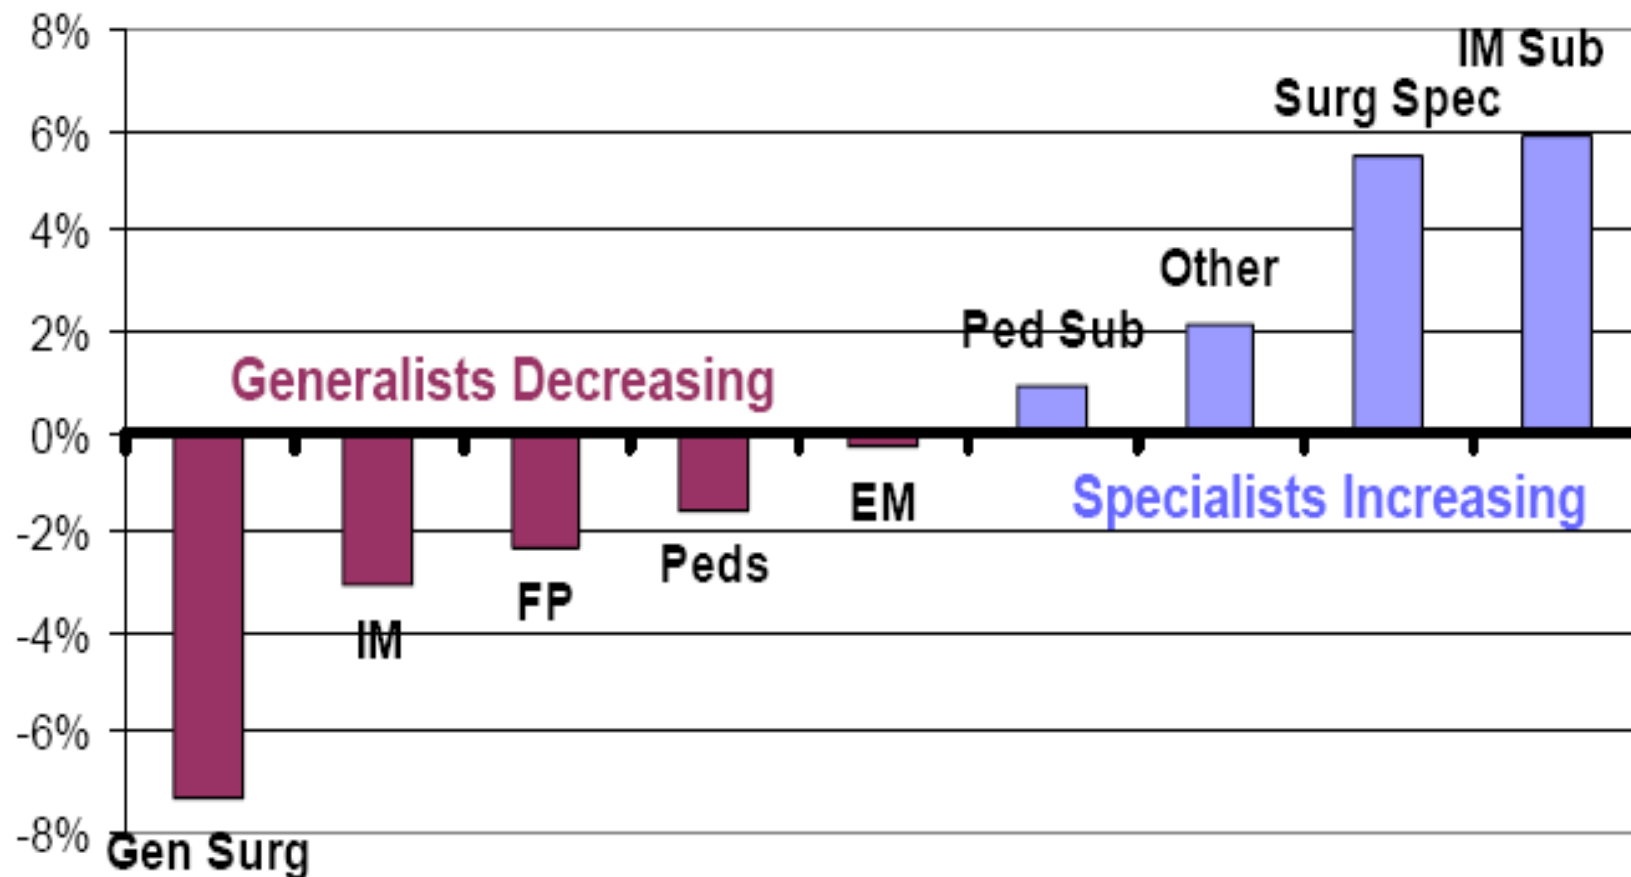 8%
IM Sub
Surg Spec
6%
4%
Other
Ped Sub
2%
Generalists Decreasing
0%
EM
Specialists Increasing
-2%
Peds
FP
IM
-4%
-6%
-8%
Gen Surg